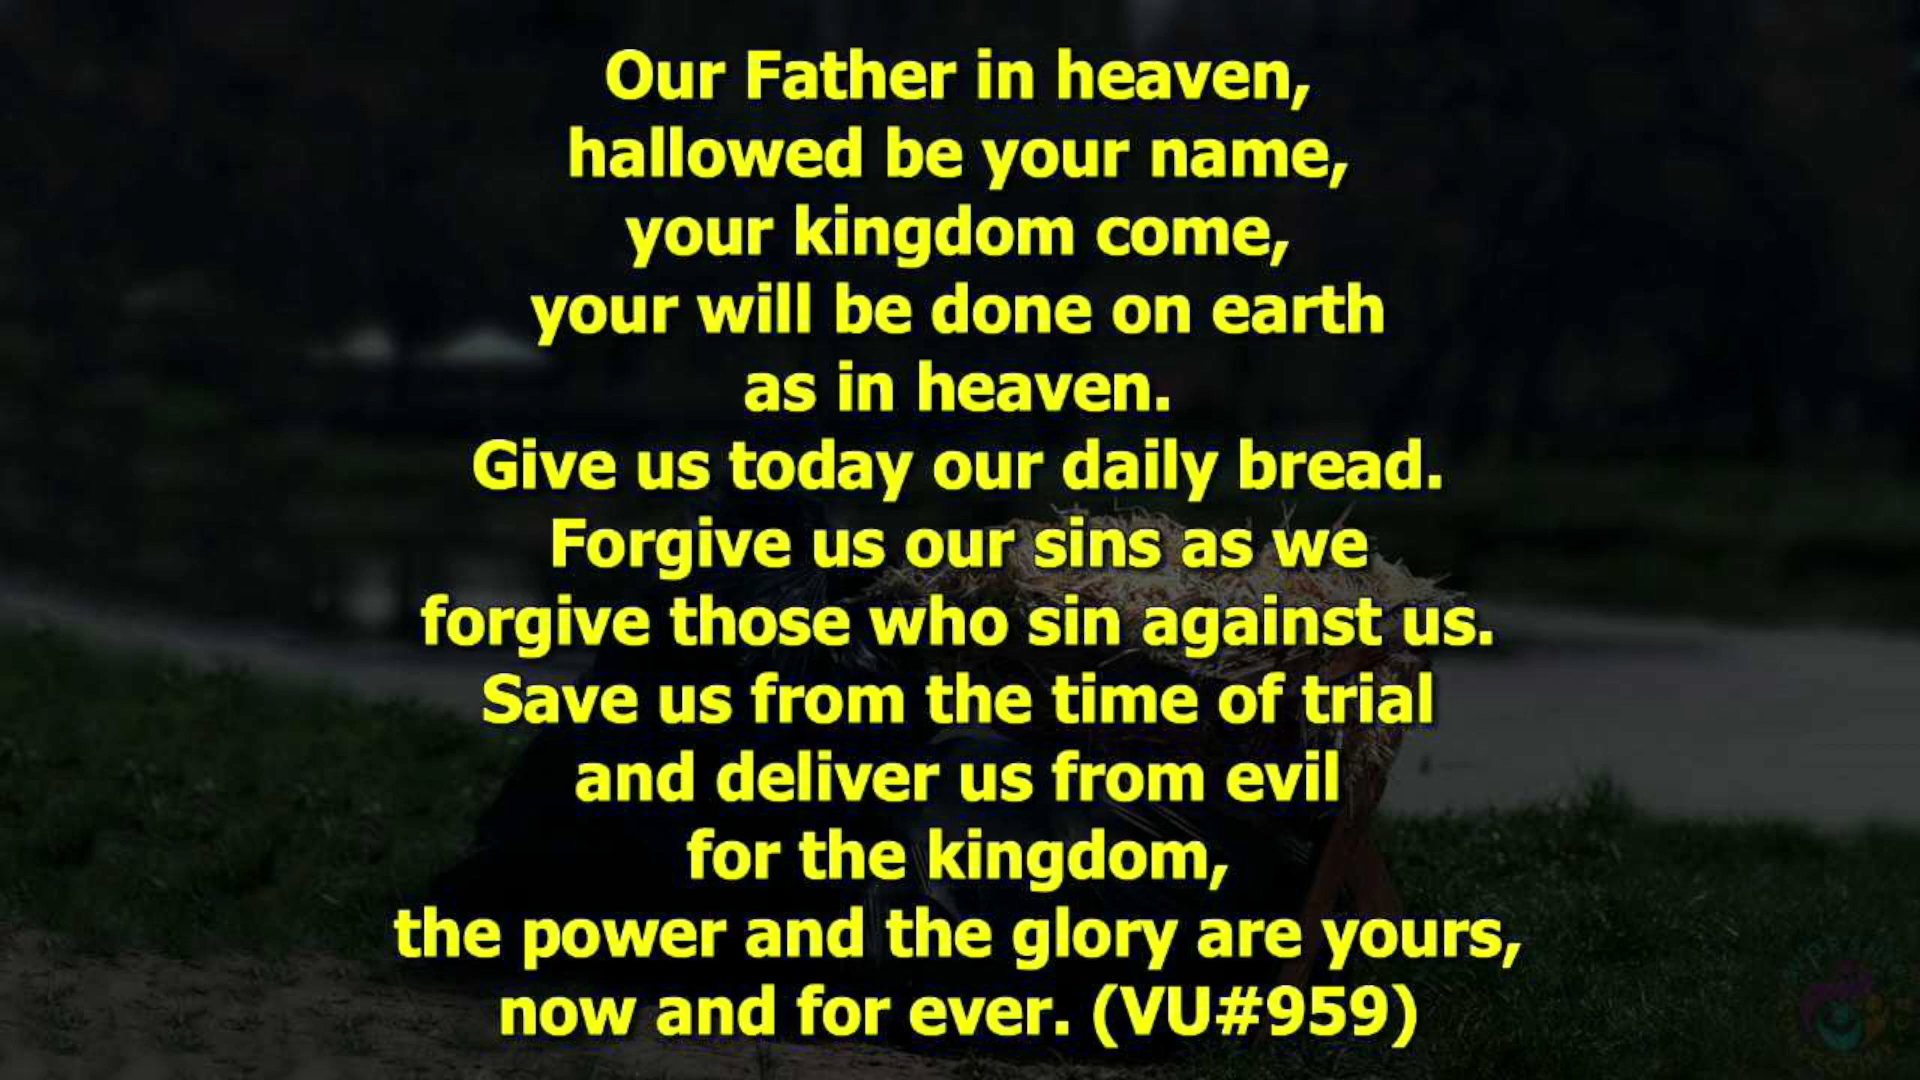 Our Father in heaven,
hallowed be your name,
your kingdom come,
your will be done on earth
as in heaven.
Give us today our daily bread.
Forgive us our sins as we
forgive those who sin against us.
Save us from the time of trial
and deliver us from evil
for the kingdom,
the power and the glory are yours,
now and for ever. (VU#959)